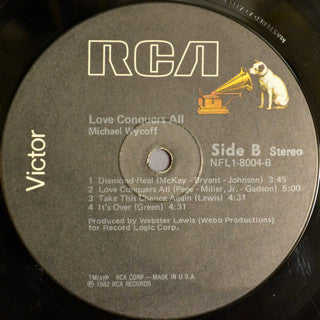 RCA
Victor
Love Conquers All
Michael Wycoff
Side B Stereo
NFL1-8004-B
1 Diamond Real (McKay - Bryant - Johnson) 3:45
2 Love Conquers All (Pege - Miller, Jr. - Gadson) 5:00
3 Take This Chance Again (Lewis) 4:31
4 It's Over (Green) 4:31
Produced by Webster Lewis (Webo Productions)
for Record Logic Corp.
TM(s)® RCA CORP.—MADE IN U.S.A.
℗ 1982 RCA RECORDS